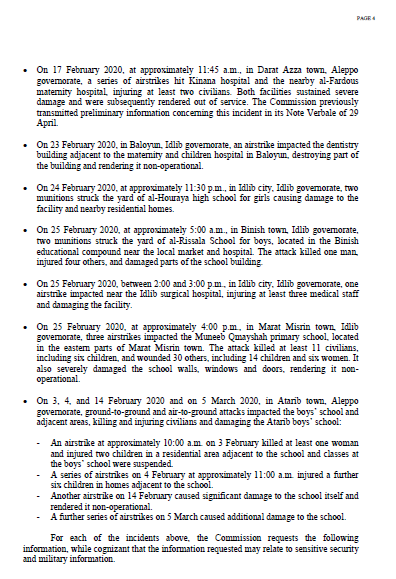 PAGE 4
• On 17 February 2020, at approximately 11:45 a.m., in Darat Azza town, Aleppo
governorate, a series of airstrikes hit Kinana hospital and the nearby al-Fardous
maternity hospital, injuring at least two civilians. Both facilities sustained severe
damage and were subsequently rendered out of service. The Commission previously
transmitted preliminary information concerning this incident in its Note Verbale of 29
April.
• On 23 February 2020, in Baloyun, Idlib governorate, an airstrike impacted the dentistry
building adjacent to the maternity and children hospital in Baloyun, destroying part of
the building and rendering it non-operational.
• On 24 February 2020, at approximately 11:30 p.m., in Idlib city, Idlib governorate, two
munitions struck the yard of al-Houraya high school for girls causing damage to the
facility and nearby residential homes.
• On 25 February 2020, at approximately 5:00 a.m., in Binish town, Idlib governorate,
two munitions struck the yard of al-Rissala School for boys, located in the Binish
educational compound near the local market and hospital. The attack killed one man,
injured four others, and damaged parts of the school building.
• On 25 February 2020, between 2:00 and 3:00 p.m., in Idlib city, Idlib governorate, one
airstrike impacted near the Idlib surgical hospital, injuring at least three medical staff
and damaging the facility.
• On 25 February 2020, at approximately 4:00 p.m., in Marat Misrin town, Idlib
governorate, three airstrikes impacted the Muneeb Qmayshah primary school, located
in the eastern parts of Marat Misrin town. The attack killed at least 11 civilians,
including six children, and wounded 30 others, including 14 children and six women. It
also severely damaged the school walls, windows and doors, rendering it non-
operational.
• On 3, 4, and 14 February 2020 and on 5 March 2020, in Atarib town, Aleppo
governorate, ground-to-ground and air-to-ground attacks impacted the boys' school and
adjacent areas, killing and injuring civilians and damaging the Atarib boys' school:
- An airstrike at approximately 10:00 a.m. on 3 February killed at least one woman
and injured two children in a residential area adjacent to the school and classes at
the boys' school were suspended.
- A series of airstrikes on 4 February at approximately 11:00 a.m. injured a further
six children in homes adjacent to the school.
- Another airstrike on 14 February caused significant damage to the school itself and
rendered it non-operational.
- A further series of airstrikes on 5 March caused additional damage to the school.
For each of the incidents above, the Commission requests the following
information, while cognizant that the information requested may relate to sensitive security
and military information.